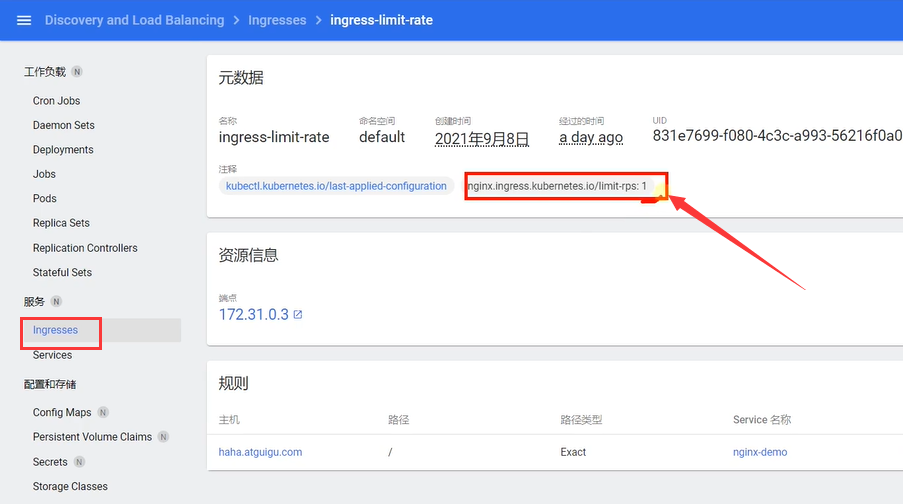 Discovery and Load Balancing > Ingresses > ingress-limit-rate
工作负载 N
Cron Jobs
Daemon Sets
Deployments
Jobs
Pods
Replica Sets
Replication Controllers
Stateful Sets
服务 N
Ingresses
Services
配置和存储
Config Maps N
Persistent Volume Claims N
Secrets N
Storage Classes
元数据
名称 命名空间 创建时间 经过的时间 UID
ingress-limit-rate default 2021年9月8日 a day ago 831e7699-f080-4c3c-a993-56216f0a0
注释
kubectl.kubernetes.io/last-applied-configuration nginx.ingress.kubernetes.io/limit-rps: 1
资源信息
端点
172.31.0.3
规则
主机 路径 路径类型 Service 名称
haha.atguigu.com / Exact nginx-demo